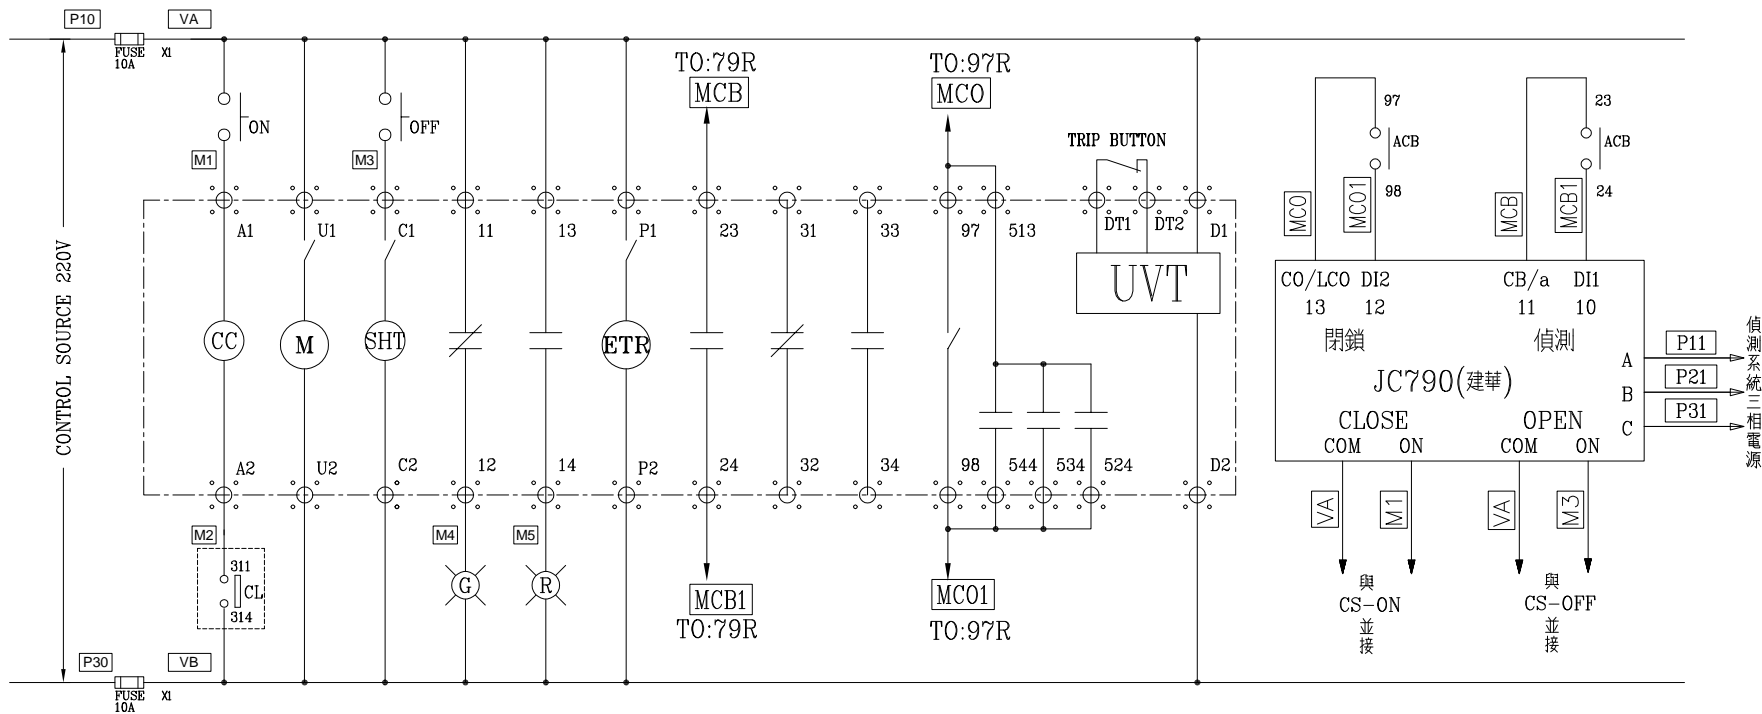 P10
VA
FUSE
10A
X1
CONTROL SOURCE 220V
ON
OFF
M1
M3
TO:79R
MCB
TO:97R
MCO
TRIP BUTTON
A1
U1
C1
11
13
P1
23
31
33
97
513
DT1
DT2
D1
UVT
CC
M
SHT
ETR
A2
U2
C2
12
14
P2
24
32
34
98
544
534
524
D2
M2
M4
M5
311
CL
314
G
R
MCB1
TO:79R
MCO1
TO:97R
P30
VB
FUSE
10A
X1
97
ACB
98
23
ACB
24
MCO
MCO1
MCB
MCB1
CO/LCO
DI2
CB/a
DI1
13
12
11
10
閉鎖
偵測
JC790(建華)
A
B
C
P11
P21
P31
偵測系統三相電源
CLOSE
OPEN
COM
ON
COM
ON
VA
M1
VA
M3
與
CS-ON
並
接
與
CS-OFF
並
接